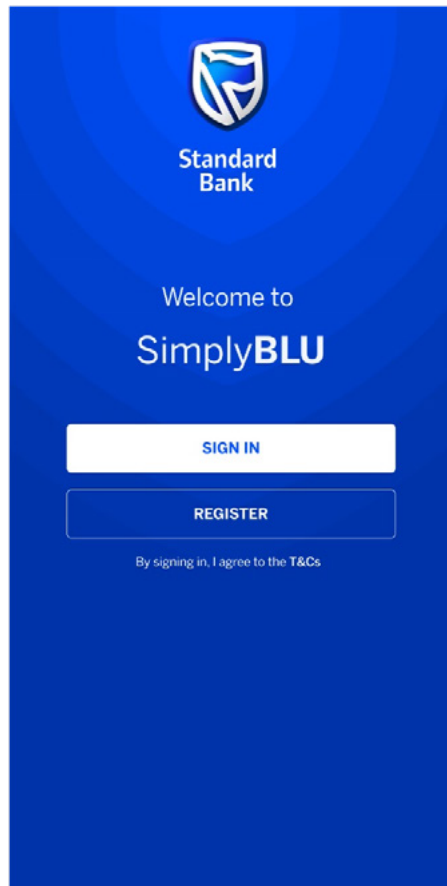 Standard
Bank
Welcome to
SimplyBLU
SIGN IN
REGISTER
By signing in, I agree to the T&Cs